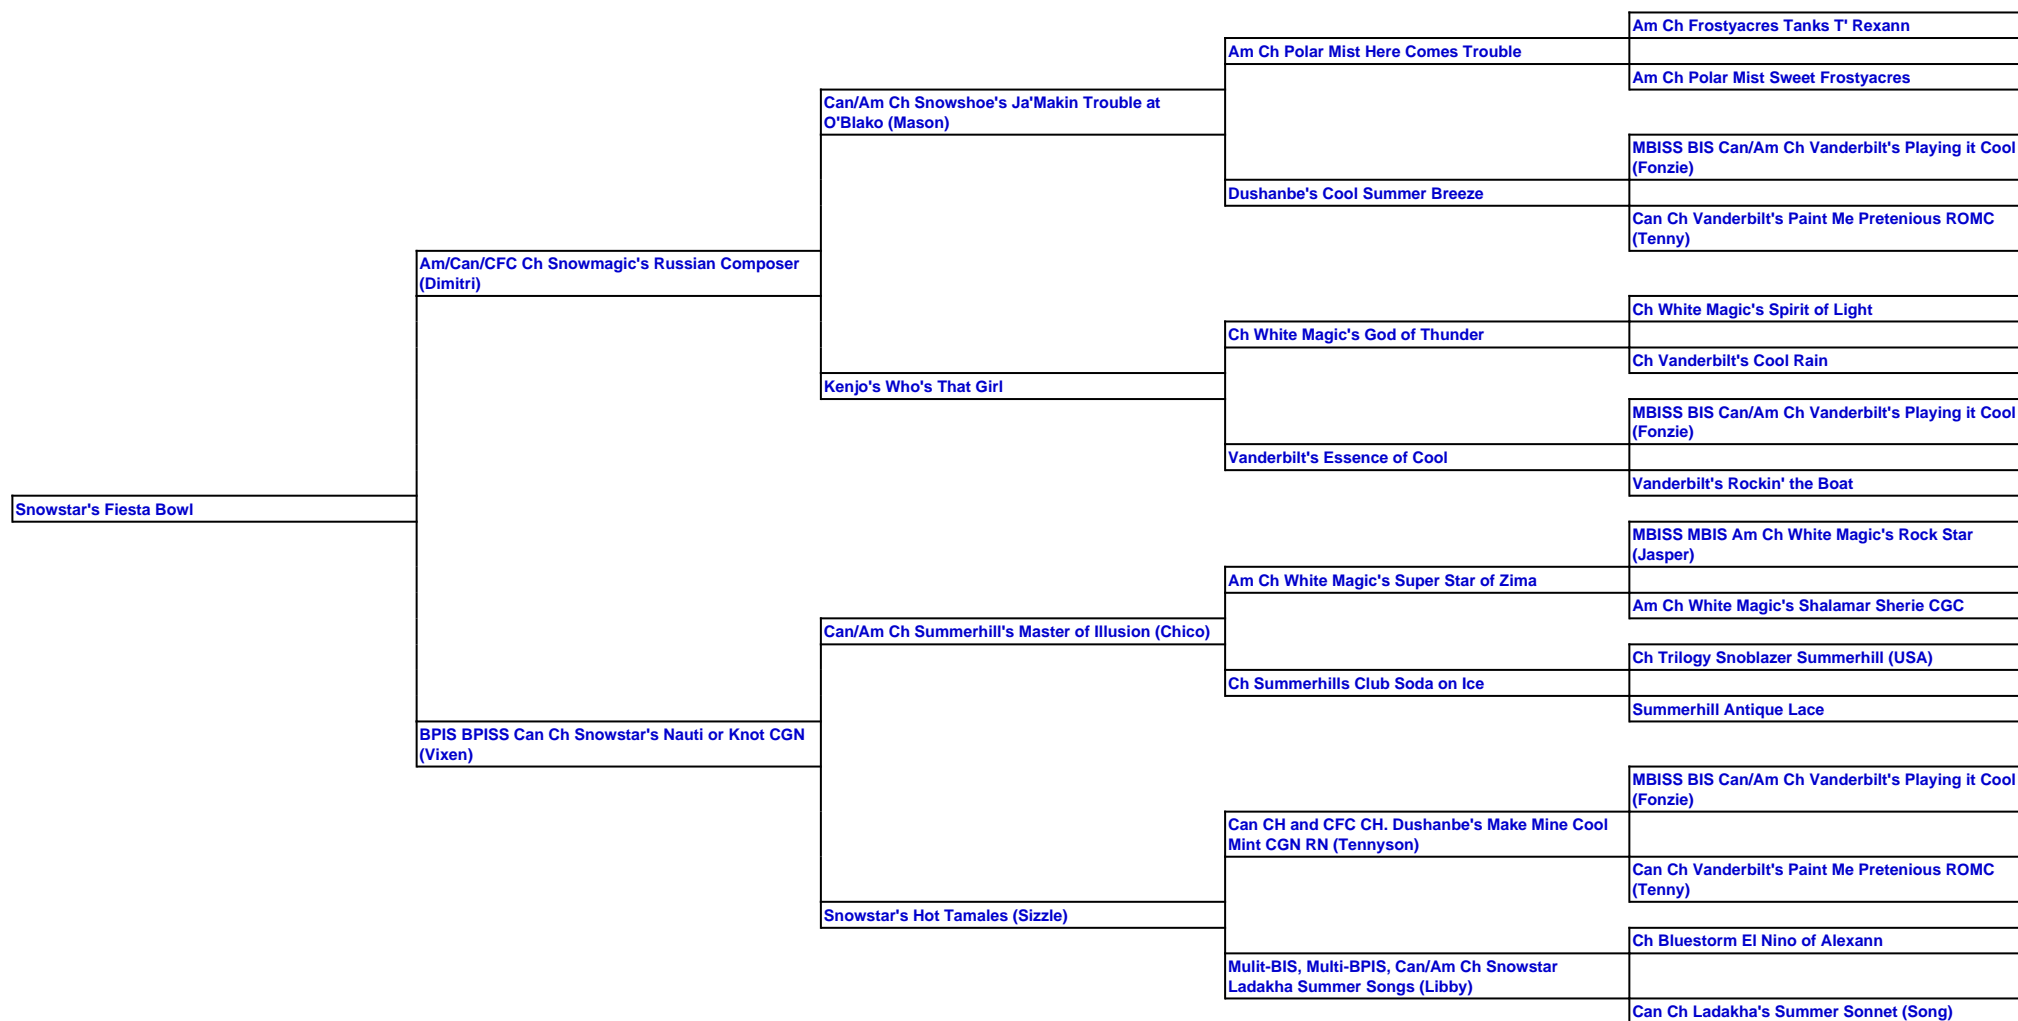 Am Ch Frostyacres Tanks T' Rexann
Am Ch Polar Mist Here Comes Trouble
Am Ch Polar Mist Sweet Frostyacres
Can/Am Ch Snowshoe's Ja'Makin Trouble at
O'Blako (Mason)
MBISS BIS Can/Am Ch Vanderbilt's Playing it Cool
(Fonzie)
Dushanbe's Cool Summer Breeze
Can Ch Vanderbilt's Paint Me Pretenious ROMC
(Tenny)
Am/Can/CFC Ch Snowmagic's Russian Composer
(Dimitri)
Ch White Magic's Spirit of Light
Ch White Magic's God of Thunder
Ch Vanderbilt's Cool Rain
Kenjo's Who's That Girl
MBISS BIS Can/Am Ch Vanderbilt's Playing it Cool
(Fonzie)
Vanderbilt's Essence of Cool
Vanderbilt's Rockin' the Boat
Snowstar's Fiesta Bowl
MBISS MBIS Am Ch White Magic's Rock Star
(Jasper)
Am Ch White Magic's Super Star of Zima
Am Ch White Magic's Shalamar Sherie CGC
Can/Am Ch Summerhill's Master of Illusion (Chico)
Ch Trilogy Snoblazer Summerhill (USA)
Ch Summerhills Club Soda on Ice
Summerhill Antique Lace
BPIS BPISS Can Ch Snowstar's Nauti or Knot CGN
(Vixen)
MBISS BIS Can/Am Ch Vanderbilt's Playing it Cool
(Fonzie)
Can CH and CFC CH. Dushanbe's Make Mine Cool
Mint CGN RN (Tennyson)
Can Ch Vanderbilt's Paint Me Pretenious ROMC
(Tenny)
Snowstar's Hot Tamales (Sizzle)
Ch Bluestorm El Nino of Alexann
Mulit-BIS, Multi-BPIS, Can/Am Ch Snowstar
Ladakha Summer Songs (Libby)
Can Ch Ladakha's Summer Sonnet (Song)